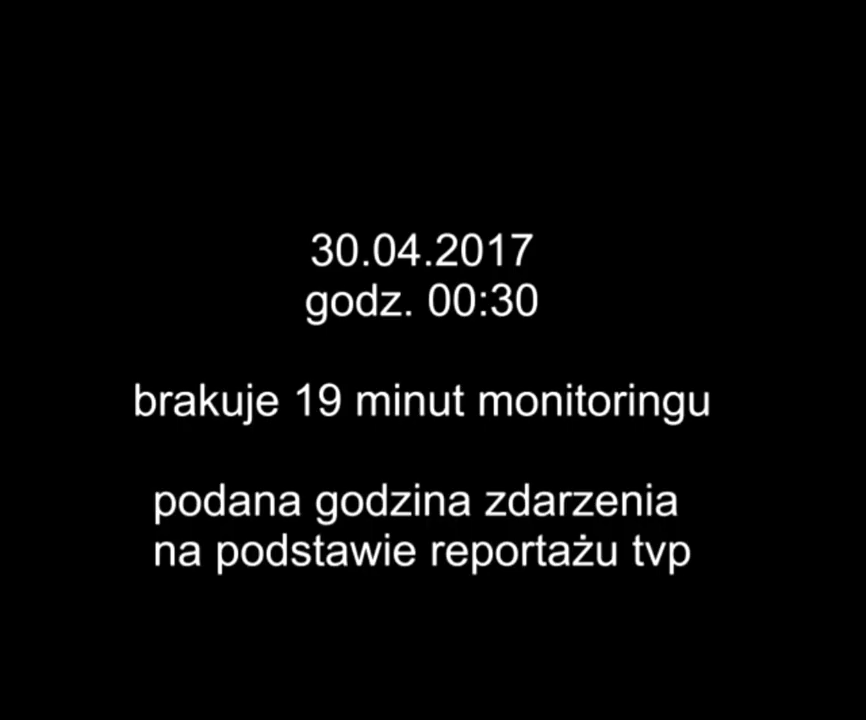 30.04.2017
godz. 00:30
brakuje 19 minut monitoringu
podana godzina zdarzenia
na podstawie reportażu tvp